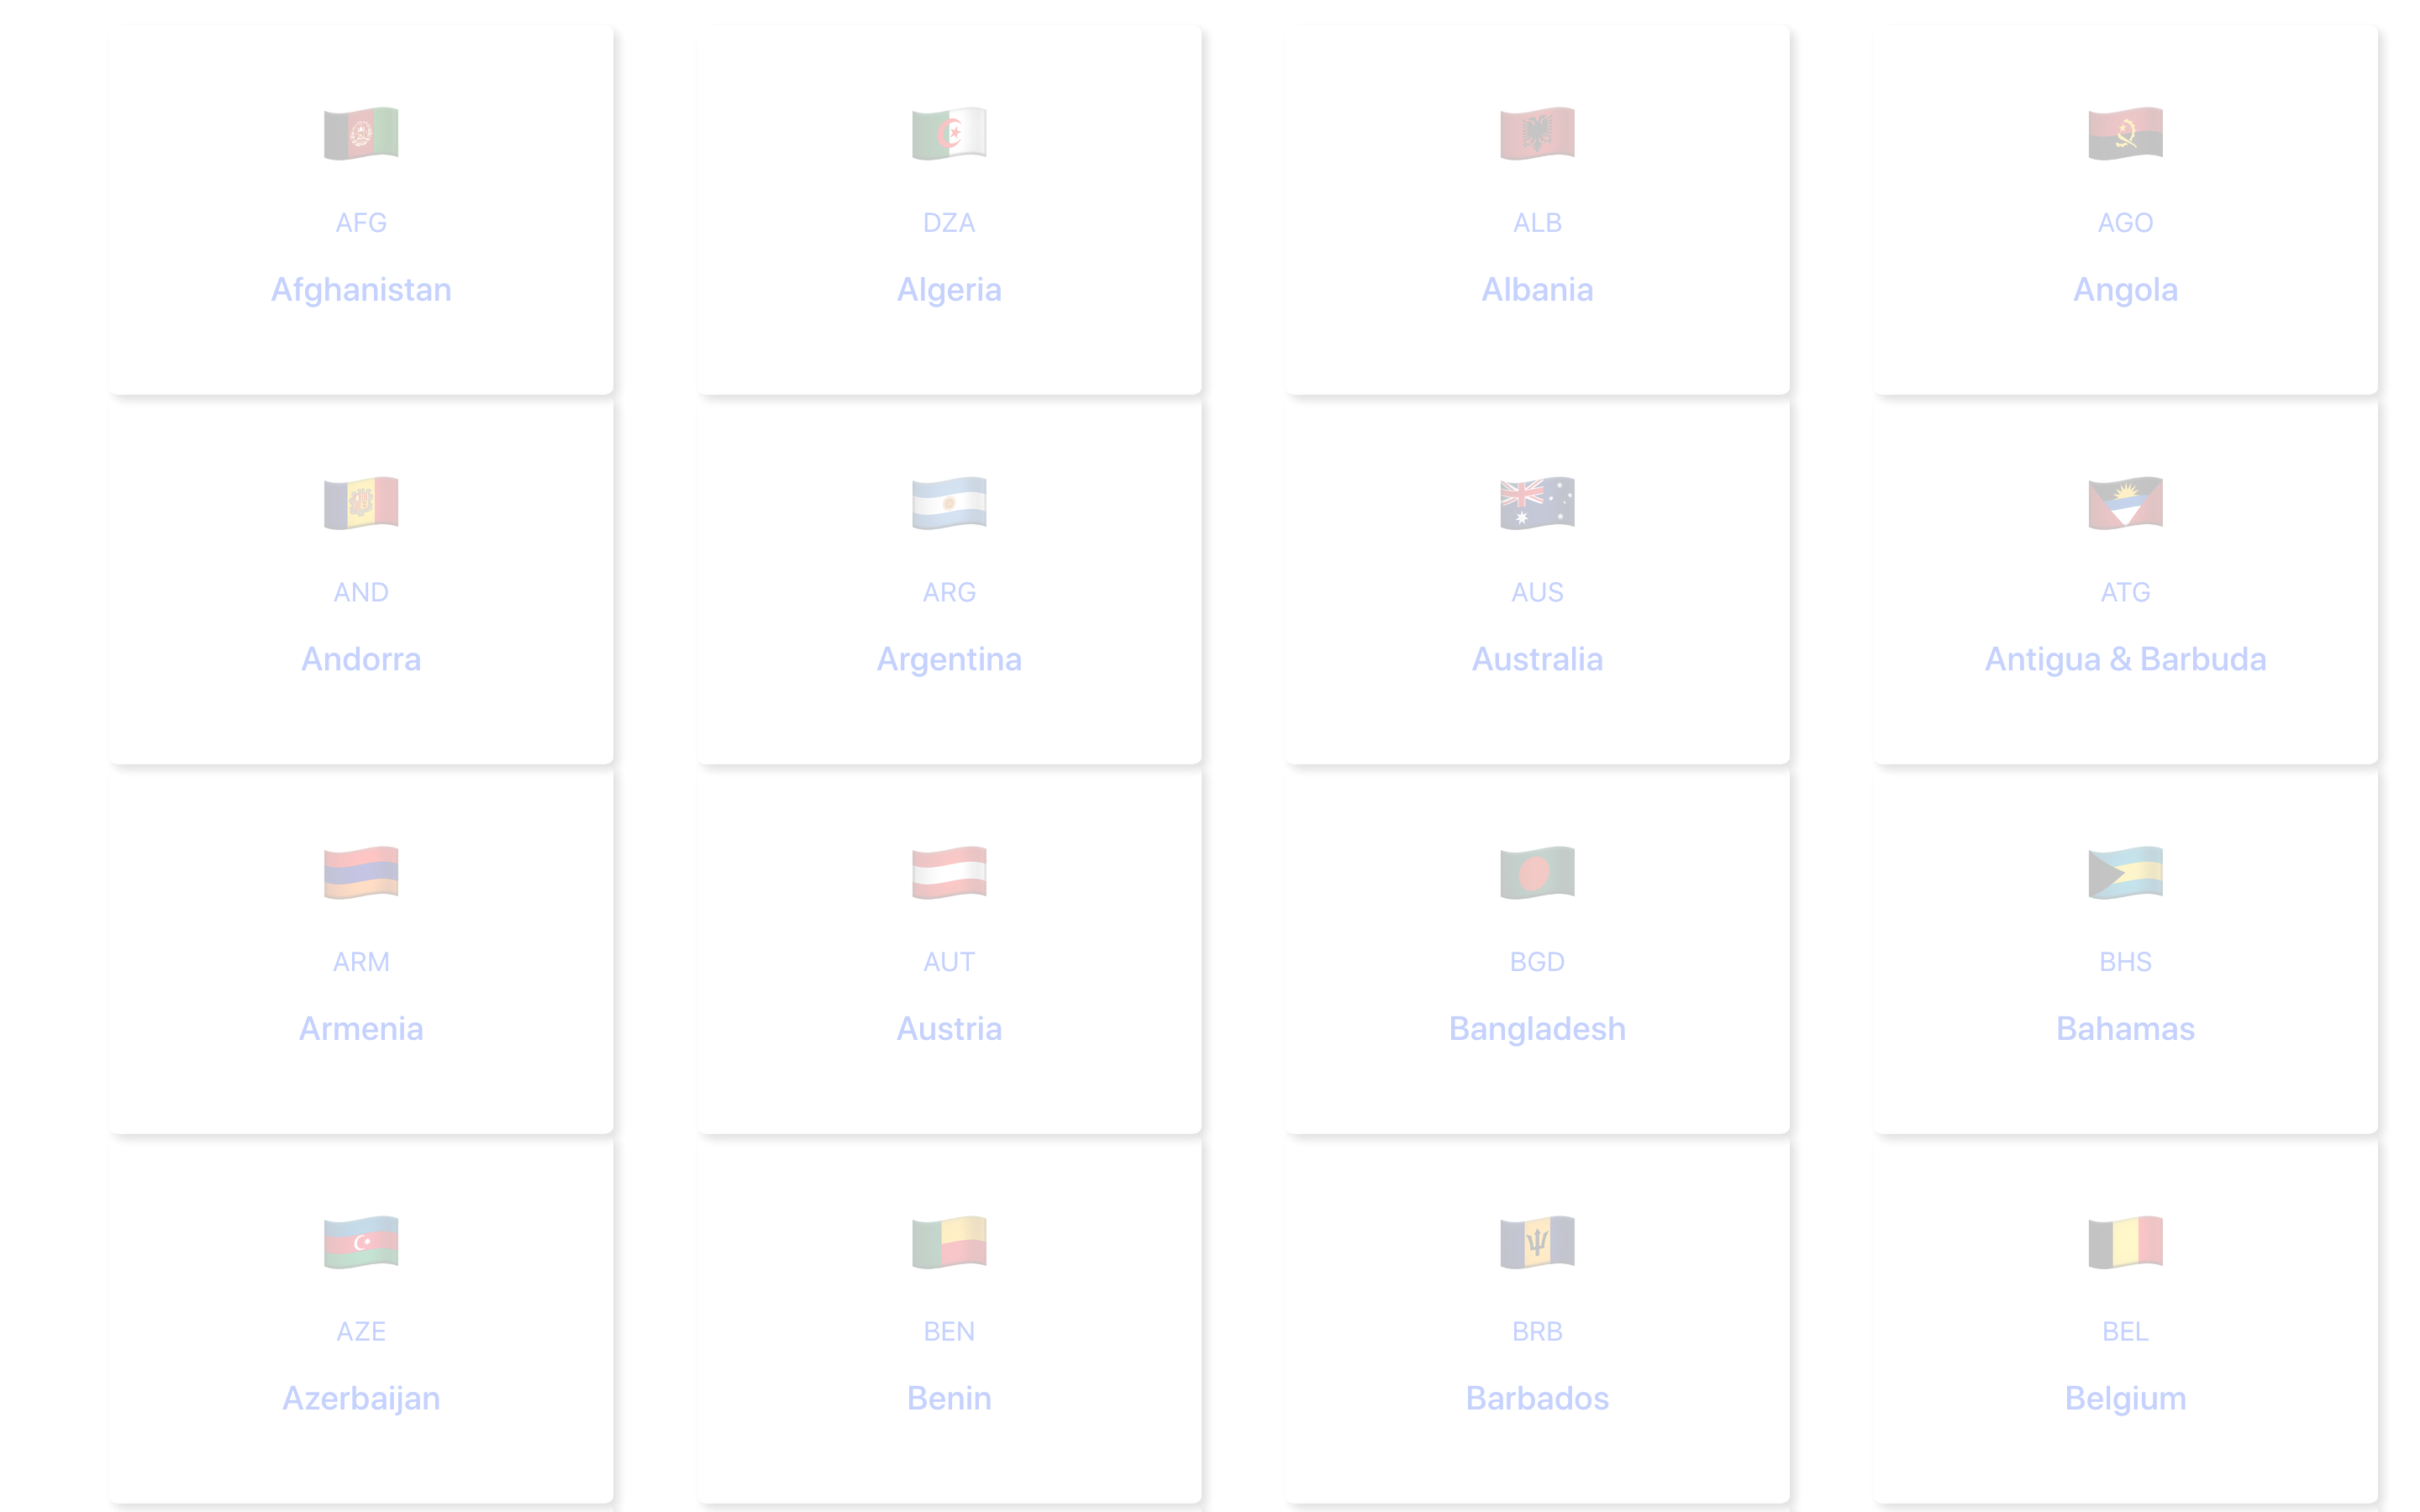 AFG
Afghanistan
DZA
Algeria
ALB
Albania
AGO
Angola
AND
Andorra
ARG
Argentina
AUS
Australia
ATG
Antigua & Barbuda
ARM
Armenia
AUT
Austria
BGD
Bangladesh
BHS
Bahamas
AZE
Azerbaijan
BEN
Benin
BRB
Barbados
BEL
Belgium